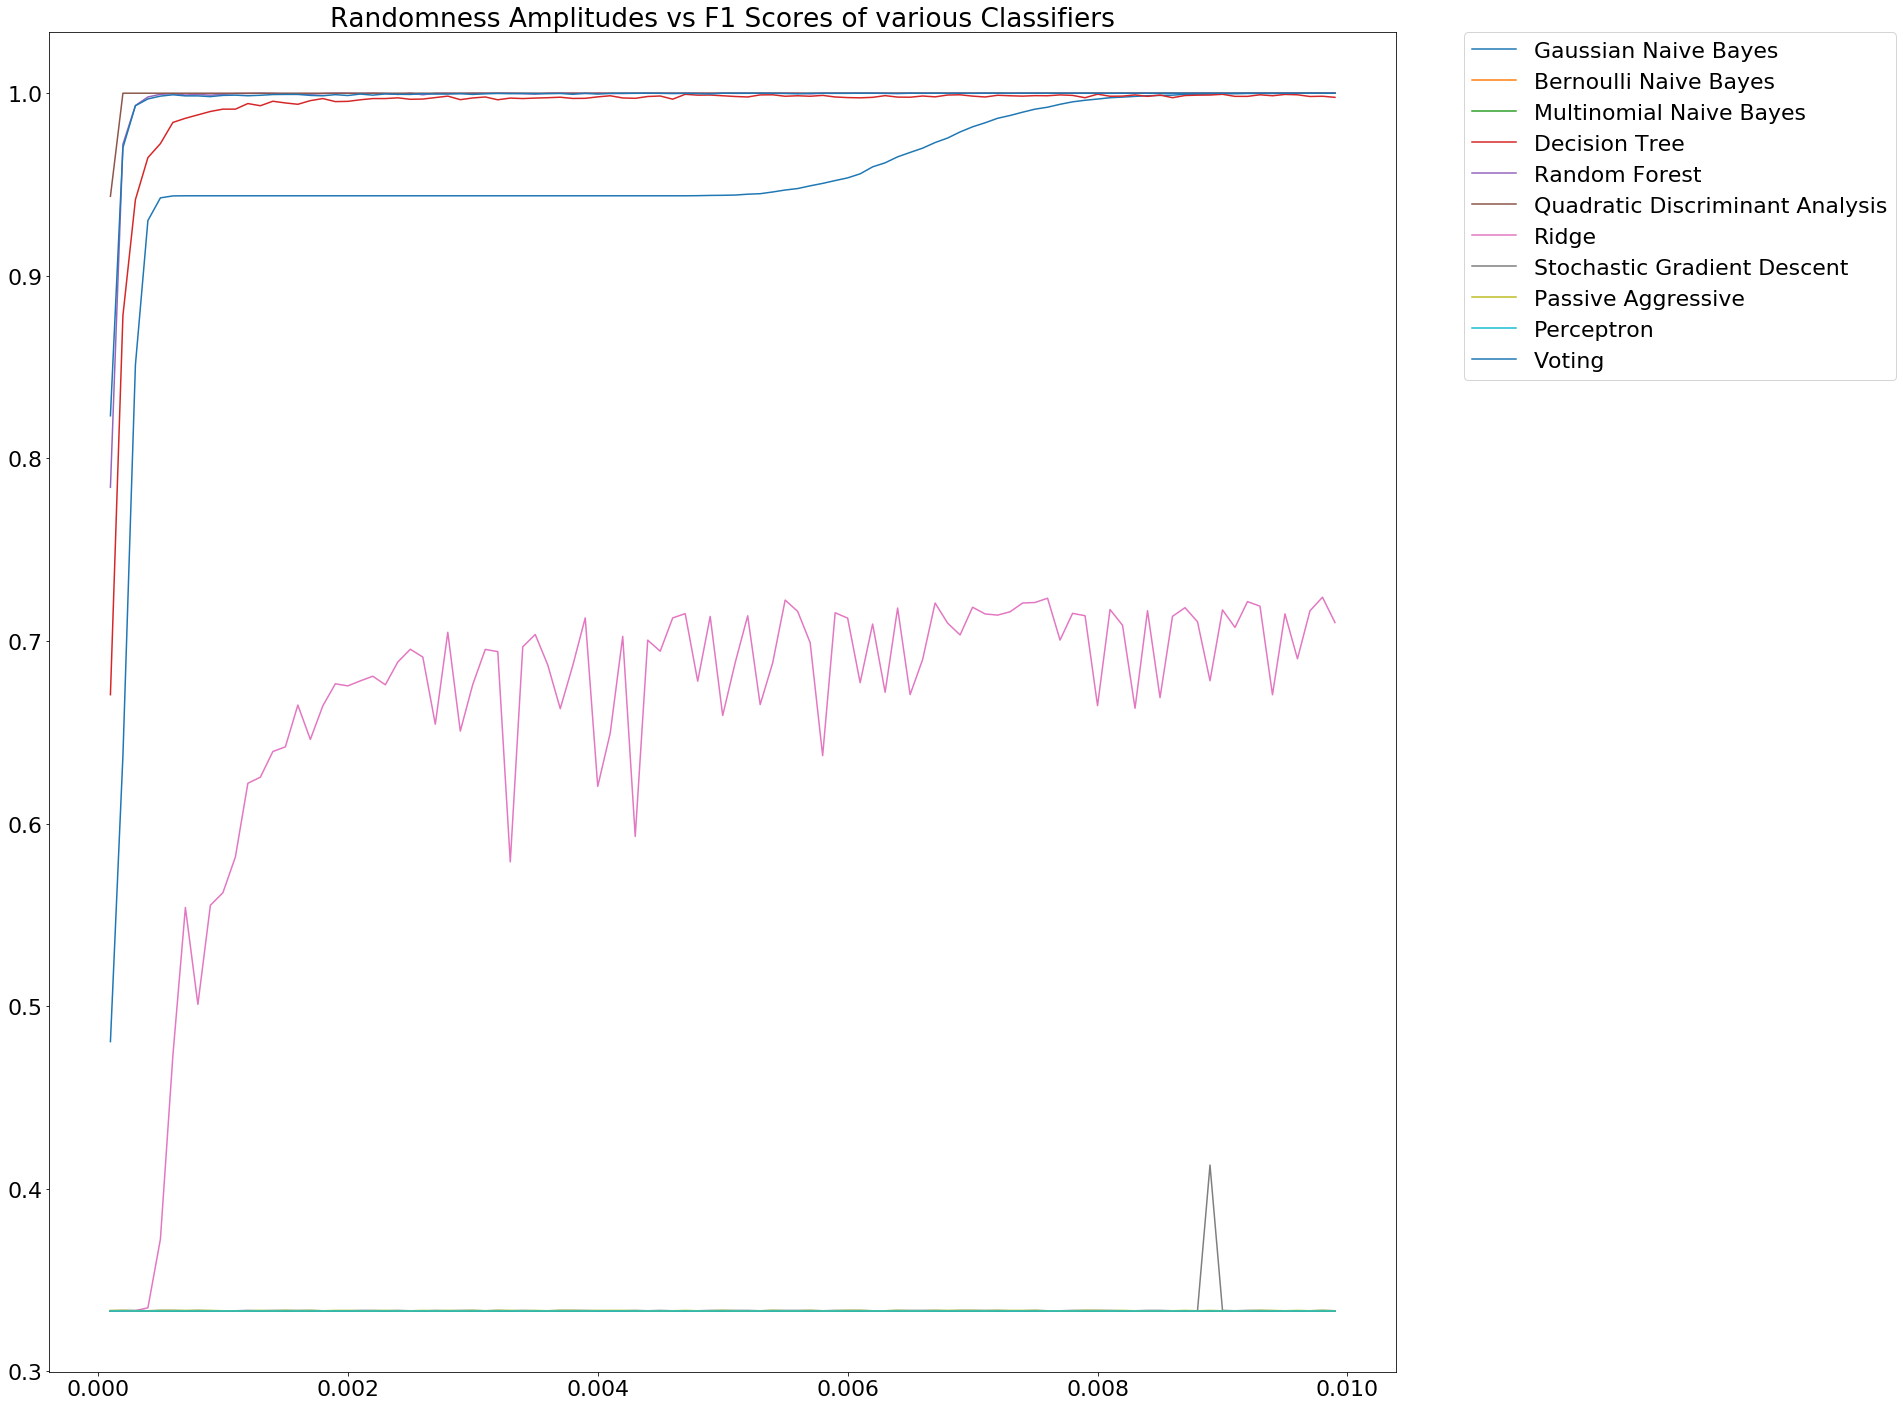 Randomness Amplitudes vs F1 Scores of various Classifiers
1.0
0.9
0.8
0.7
0.6
0.5
0.4
0.3
0.000 0.002 0.004 0.006 0.008 0.010
Gaussian Naive Bayes
Bernoulli Naive Bayes
Multinomial Naive Bayes
Decision Tree
Random Forest
Quadratic Discriminant Analysis
Ridge
Stochastic Gradient Descent
Passive Aggressive
Perceptron
Voting